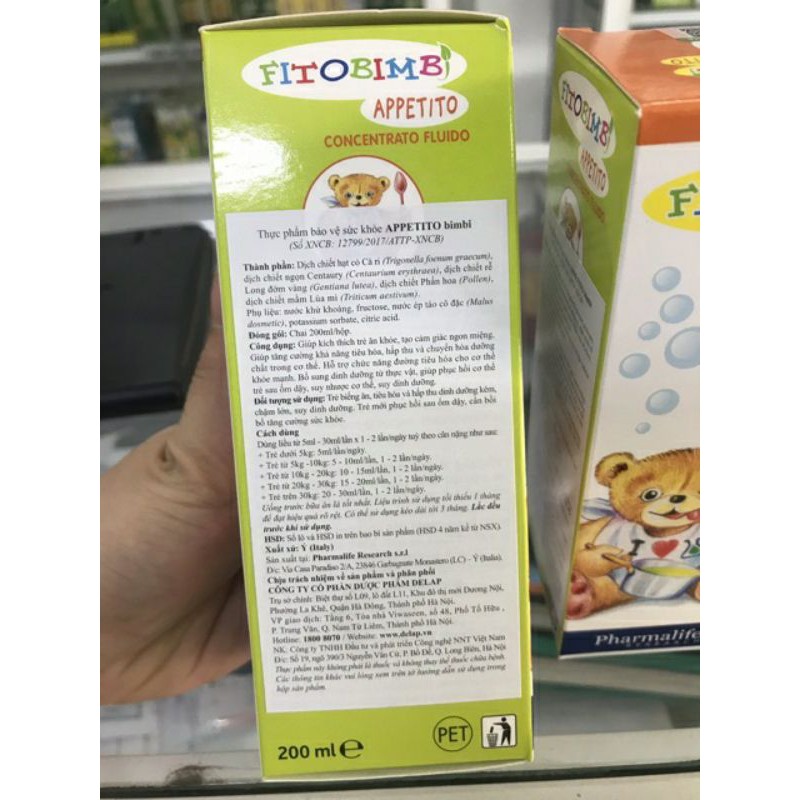 FITOBIMBI
APPETITO
CONCENTRATO FLUIDO
Thực phẩm bảo vệ sức khỏe APPETITO bimbi
(Số XNCB: 12799/2017/ATTP-XNCB)
Thành phần: Dịch chiết hạt cỏ Cà ri (Trigonella foenum graecum),
dịch chiết ngọn Centaury (Centaurium erythraea), dịch chiết rễ
Long đởm vàng (Gentiana lutea), dịch chiết Phấn hoa (Pollen),
dịch chiết mầm Lúa mì (Triticum aestivum).
Phụ liệu: nước khử khoáng, fructose, nước ép táo cô đặc (Malus
dosmetic), potassium sorbate, citric acid.
Đóng gói: Chai 200ml/hộp.
Công dụng: Giúp kích thích trẻ ăn khỏe, tạo cảm giác ngon miệng.
Giúp tăng cường khả năng tiêu hóa, hấp thu và chuyển hóa dưỡng
chất trong cơ thể. Hỗ trợ chức năng đường tiêu hóa cho cơ thể
khỏe mạnh. Bổ sung dinh dưỡng từ thực vật, giúp phục hồi cơ thể
trẻ sau ốm dậy, suy nhược cơ thể, suy dinh dưỡng.
Đối tượng sử dụng: Trẻ biếng ăn, tiêu hóa và hấp thu dinh dưỡng kém,
chậm lớn, suy dinh dưỡng. Trẻ mới phục hồi sau ốm dậy, cần bồi
bổ tăng cường sức khỏe.
Cách dùng
Dùng liều từ 5ml - 30ml/lần x 1 - 2 lần/ngày tuỳ theo cân nặng như sau:
+ Trẻ dưới 5kg: 5ml/lần/ngày.
+ Trẻ từ 5kg -10kg: 5 - 10ml/lần, 1 - 2 lần/ngày.
+ Trẻ từ 10kg - 20kg: 10 - 15ml/lần, 1 - 2 lần/ngày.
+ Trẻ từ 20kg - 30kg: 15 - 20ml/lần, 1 - 2 lần/ngày.
+ Trẻ trên 30kg: 20 - 30ml/lần, 1 - 2 lần/ngày.
Uống trước bữa ăn là tốt nhất. Liệu trình sử dụng tối thiểu 1 tháng
để đạt hiệu quả rõ rệt. Có thể sử dụng kéo dài tới 3 tháng. Lắc đều
trước khi sử dụng.
HSD: Số lô và HSD in trên bao bì sản phẩm (HSD 4 năm kể từ NSX).
Xuất xứ: Ý (Italy)
Sản xuất tại: Pharmalife Research s.r.l
Đ/c: Via Casa Paradiso 2/A, 23846 Garbagnate Monastero (LC) - Ý (Italia).
Chịu trách nhiệm về sản phẩm và phân phối
CÔNG TY CỔ PHẦN DƯỢC PHẨM DELAP
Trụ sở chính: Biệt thự số L09, lô đất L11, Khu đô thị mới Dương Nội,
Phường La Khê, Quận Hà Đông, Thành phố Hà Nội.
VP giao dịch: Tầng 6, Tòa nhà Viwaseen, số 48, Phố Tố Hữu,
P. Trung Văn, Q. Nam Từ Liêm, Thành phố Hà Nội.
Hotline: 1800 8070 / Website: www.delap.vn
NK. Công ty TNHH Đầu tư và phát triển Công nghệ NNT Việt Nam
Đ/c: Số 19, ngõ 390/3 Nguyễn Văn Cừ, P. Bồ Đề, Q. Long Biên, Hà Nội
Thực phẩm này không phải là thuốc và không thay thế thuốc chữa bệnh.
Các thông tin khác vui lòng xem trên tờ hướng dẫn sử dụng trong
hộp sản phẩm.
200 ml e
PET
FITOBIMBI
APPETITO
CONCENTRATO FLUIDO
I
Pharmalife